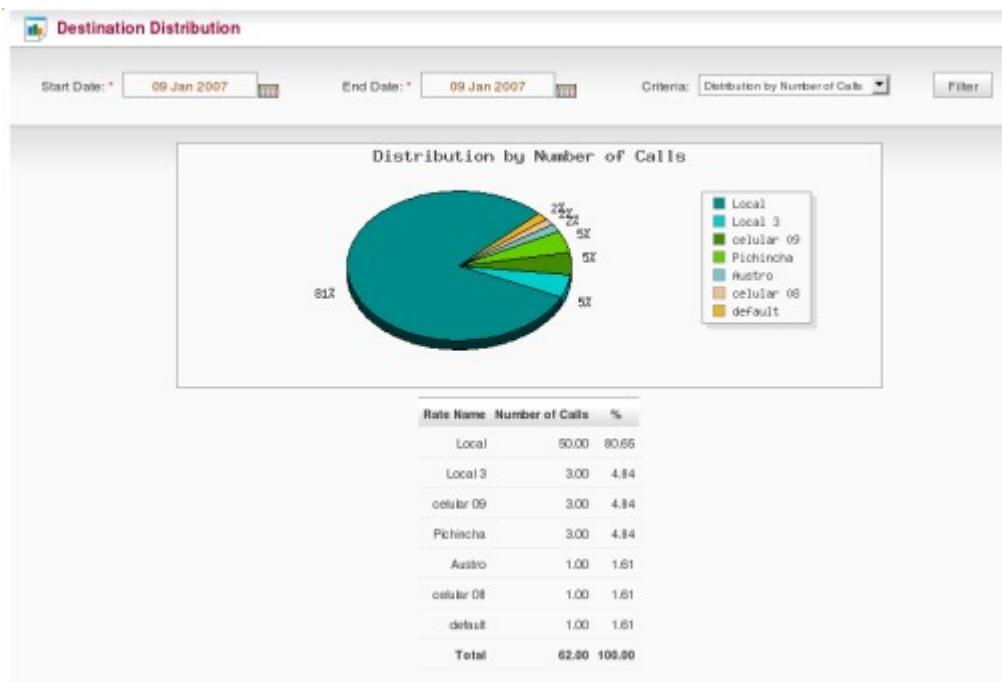 Destination Distribution
Start Date: * 09 Jan 2007 End Date: * 09 Jan 2007 Criteria: Distribution by Number of Calls Filter
Distribution by Number of Calls
2%
2%
2%
5%
5%
5%
81%
Local
Local 3
celular 09
Pichincha
Austro
celular 08
default
Rate Name Number of Calls %
Local 50.00 80.65
Local 3 3.00 4.84
celular 09 3.00 4.84
Pichincha 3.00 4.84
Austro 1.00 1.61
celular 08 1.00 1.61
default 1.00 1.61
Total 62.00 100.00